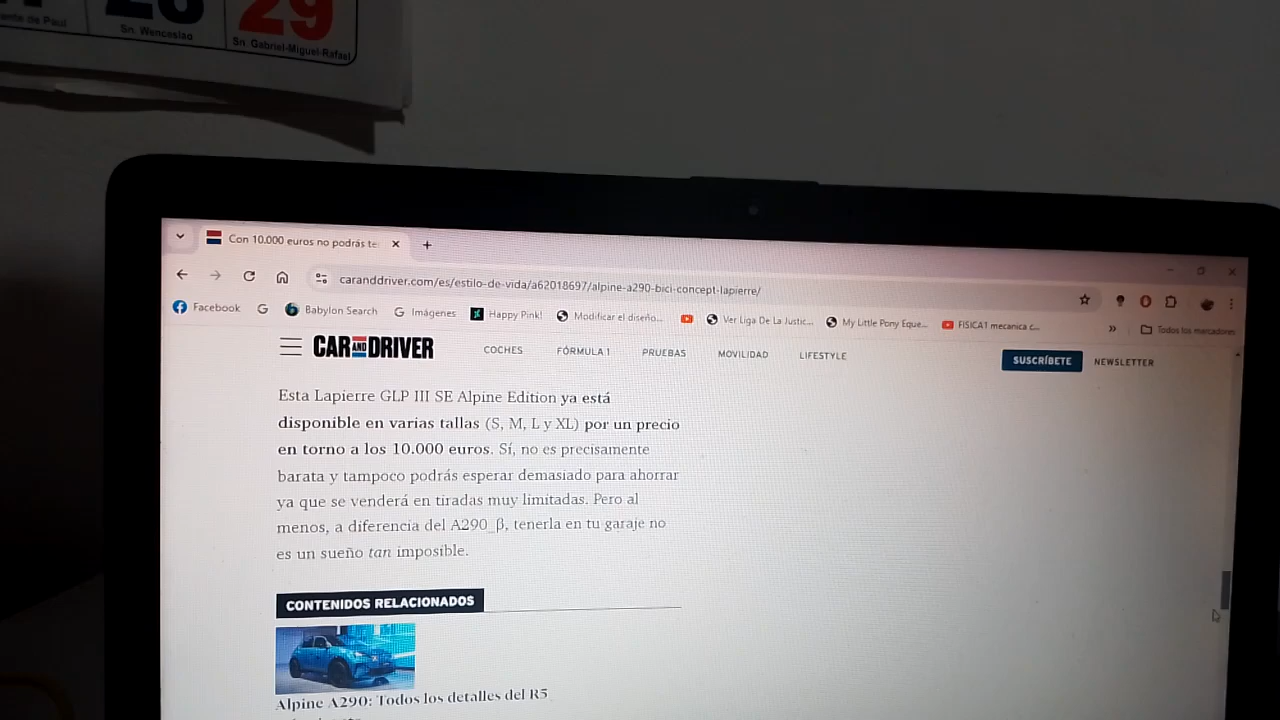 29
Sn. Wenceslao
Sn. Gabriel-Miguel-Rafael
Con 10.000 euros no podrás te
caranddriver.com/es/estilo-de-vida/a62018697/alpine-a290-bici-concept-lapierre/
Facebook
G
Babylon Search
G Imágenes
Happy Pink!
Modificar el diseño...
Ver Liga De La Justic...
My Little Pony Eque...
FISICA1 mecanica c...
»
Todos los marcadores
CAR AND DRIVER
COCHES
FÓRMULA 1
PRUEBAS
MOVILIDAD
LIFESTYLE
SUSCRÍBETE
NEWSLETTER
Esta Lapierre GLP III SE Alpine Edition ya está
disponible en varias tallas (S, M, L y XL) por un precio
en torno a los 10.000 euros. Sí, no es precisamente
barata y tampoco podrás esperar demasiado para ahorrar
ya que se venderá en tiradas muy limitadas. Pero al
menos, a diferencia del A290_β, tenerla en tu garaje no
es un sueño tan imposible.
CONTENIDOS RELACIONADOS
Alpine A290: Todos los detalles del R5